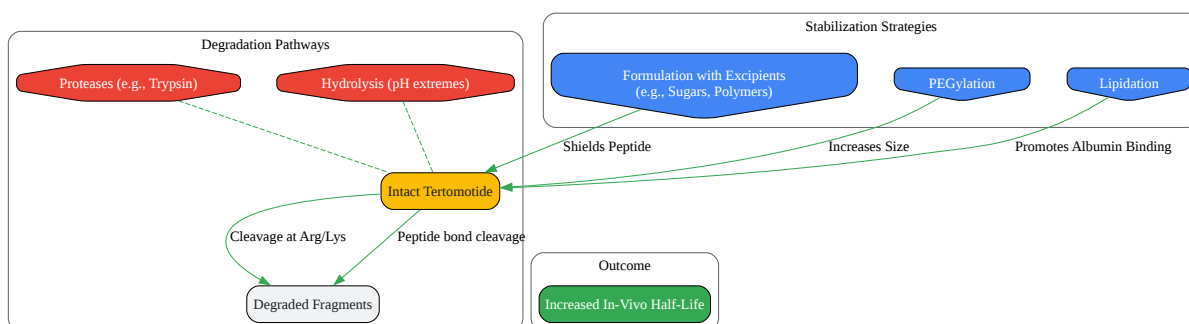 Stabilization Strategies
Degradation Pathways
Proteases (e.g., Trypsin)
Hydrolysis (pH extremes)
Formulation with Excipients
(e.g., Sugars, Polymers)
PEGylation
Lipidation
Shields Peptide
Increases Size
Promotes Albumin Binding
Intact Tertomotide
Cleavage at Arg/Lys
Peptide bond cleavage
Outcome
Degraded Fragments
Increased In-Vivo Half-Life